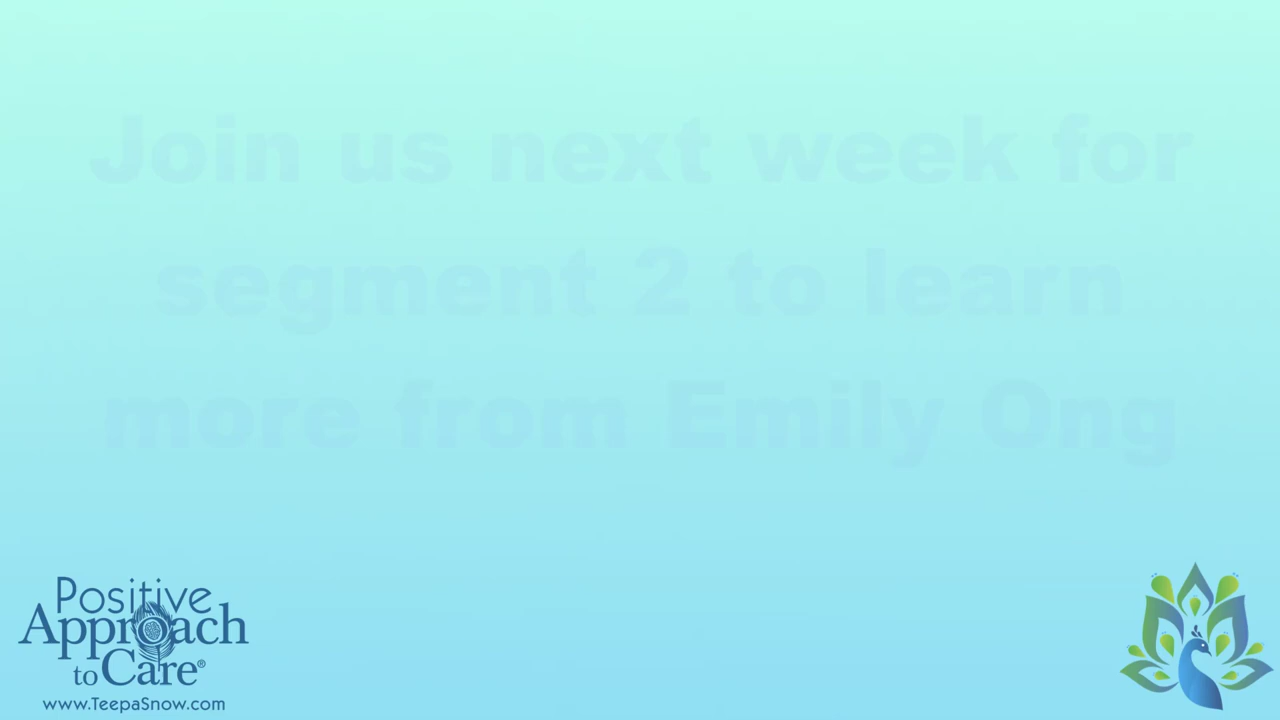 Join us next week for
segment 2 to learn
more from Emily Ong
Positive
Approach
to Care®
www.TeepaSnow.com